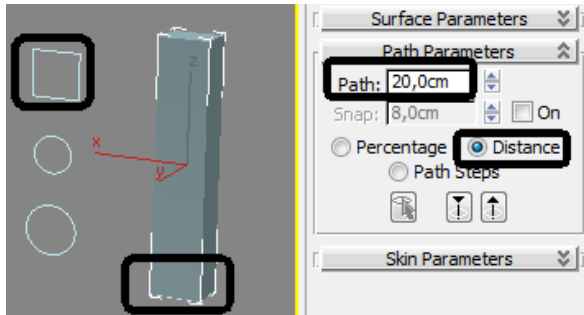 Surface Parameters
Path Parameters
Path: 20,0cm
Snap: 8,0cm On
Percentage Distance
Path Steps
Skin Parameters
z
x
y